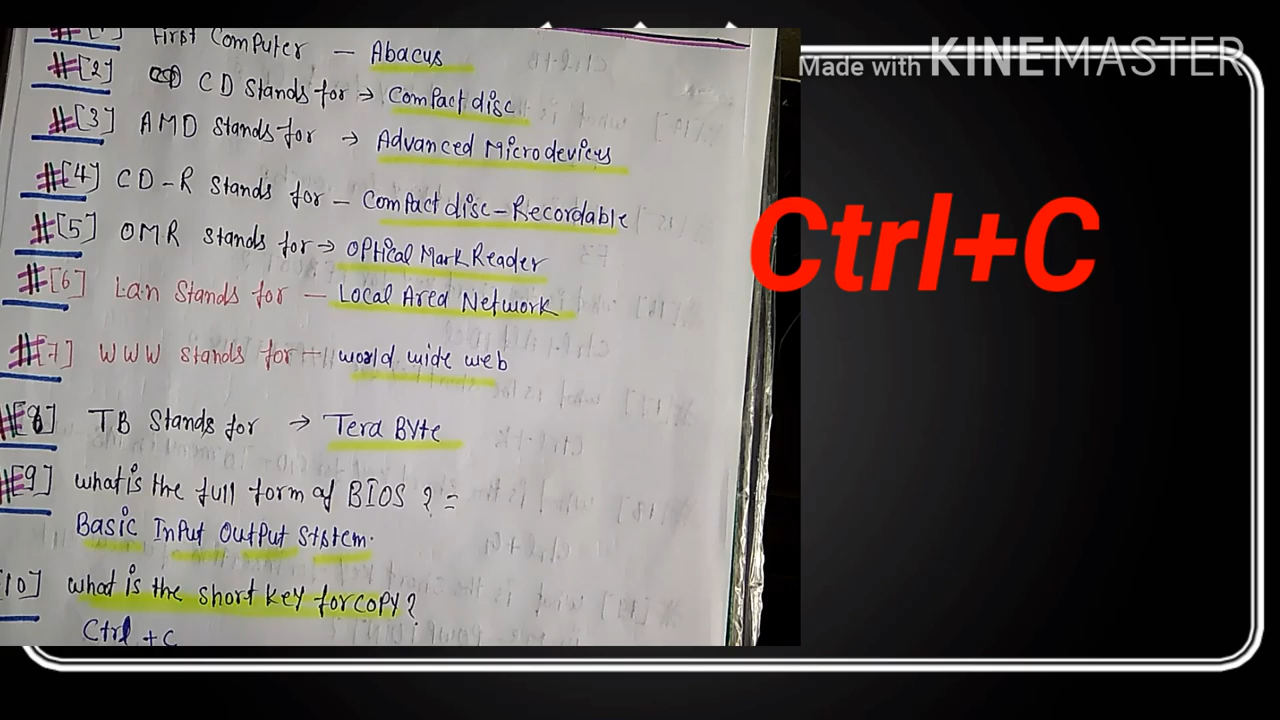 #[1] First Computer – Abacus
#[2] CD Stands for → Compact disc
#[3] AMD Stands for → Advanced Microdevices
#[4] CD-R Stands for – Compact disc-Recordable
#[5] OMR Stands for → Optical Mark Reader
#[6] Lan Stands for – Local Area Network
#[7] WWW Stands for – world wide web
#[8] TB Stands for → Tera Byte
#[9] what is the full form of BIOS ? =
Basic Input Output System.
[10] what is the short key for copy?
Ctrl + C
Made with KINEMASTER
Ctrl+C